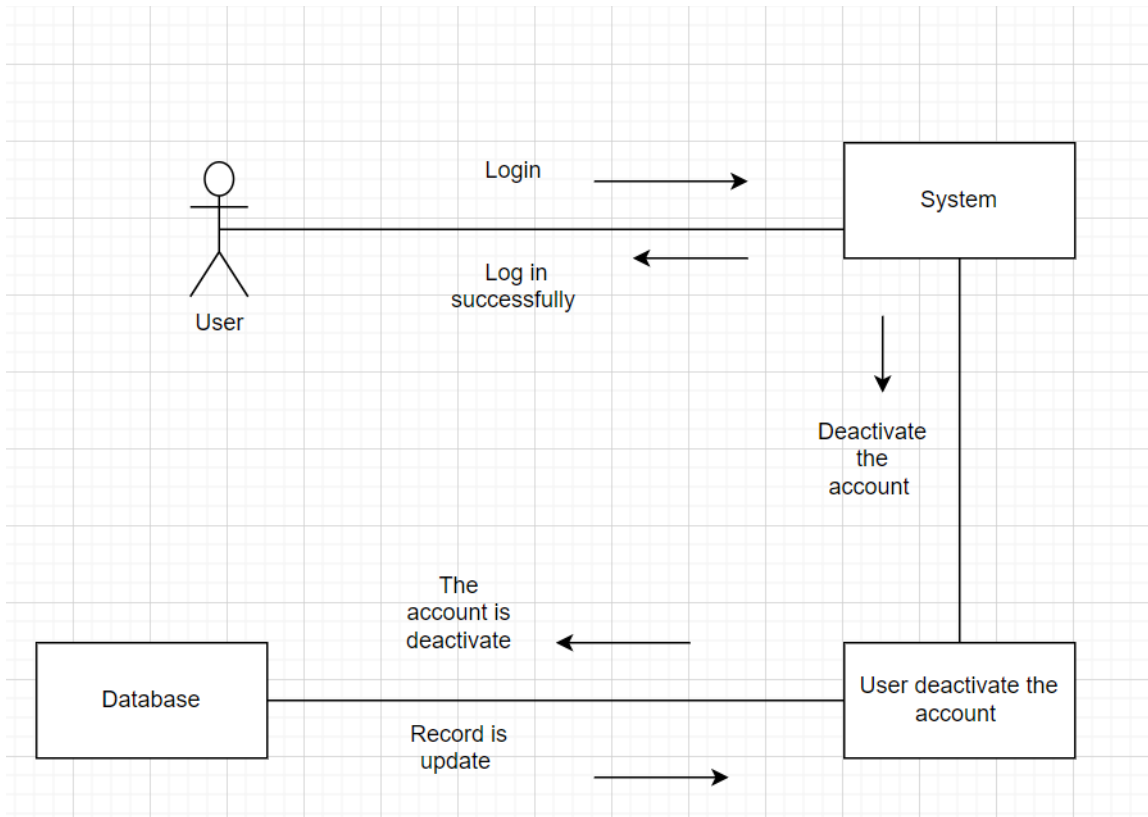 Login
System
Log in
successfully
User
Deactivate
the
account
The
account is
deactivate
Database
User deactivate the
account
Record is
update